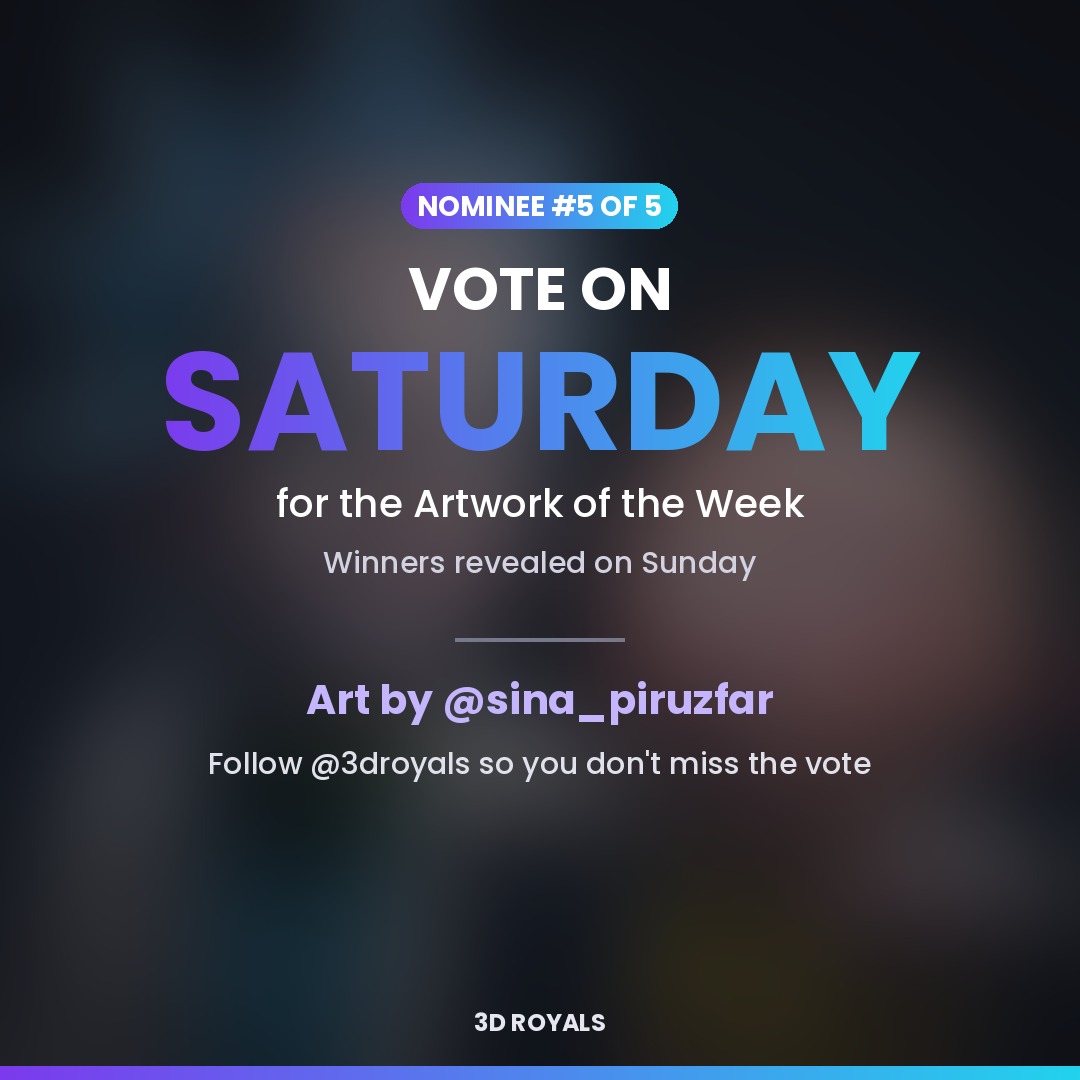 NOMINEE #5 OF 5
VOTE ON
SATURDAY
for the Artwork of the Week
Winners revealed on Sunday
Art by @sina_piruzfar
Follow @3droyals so you don't miss the vote
3D ROYALS